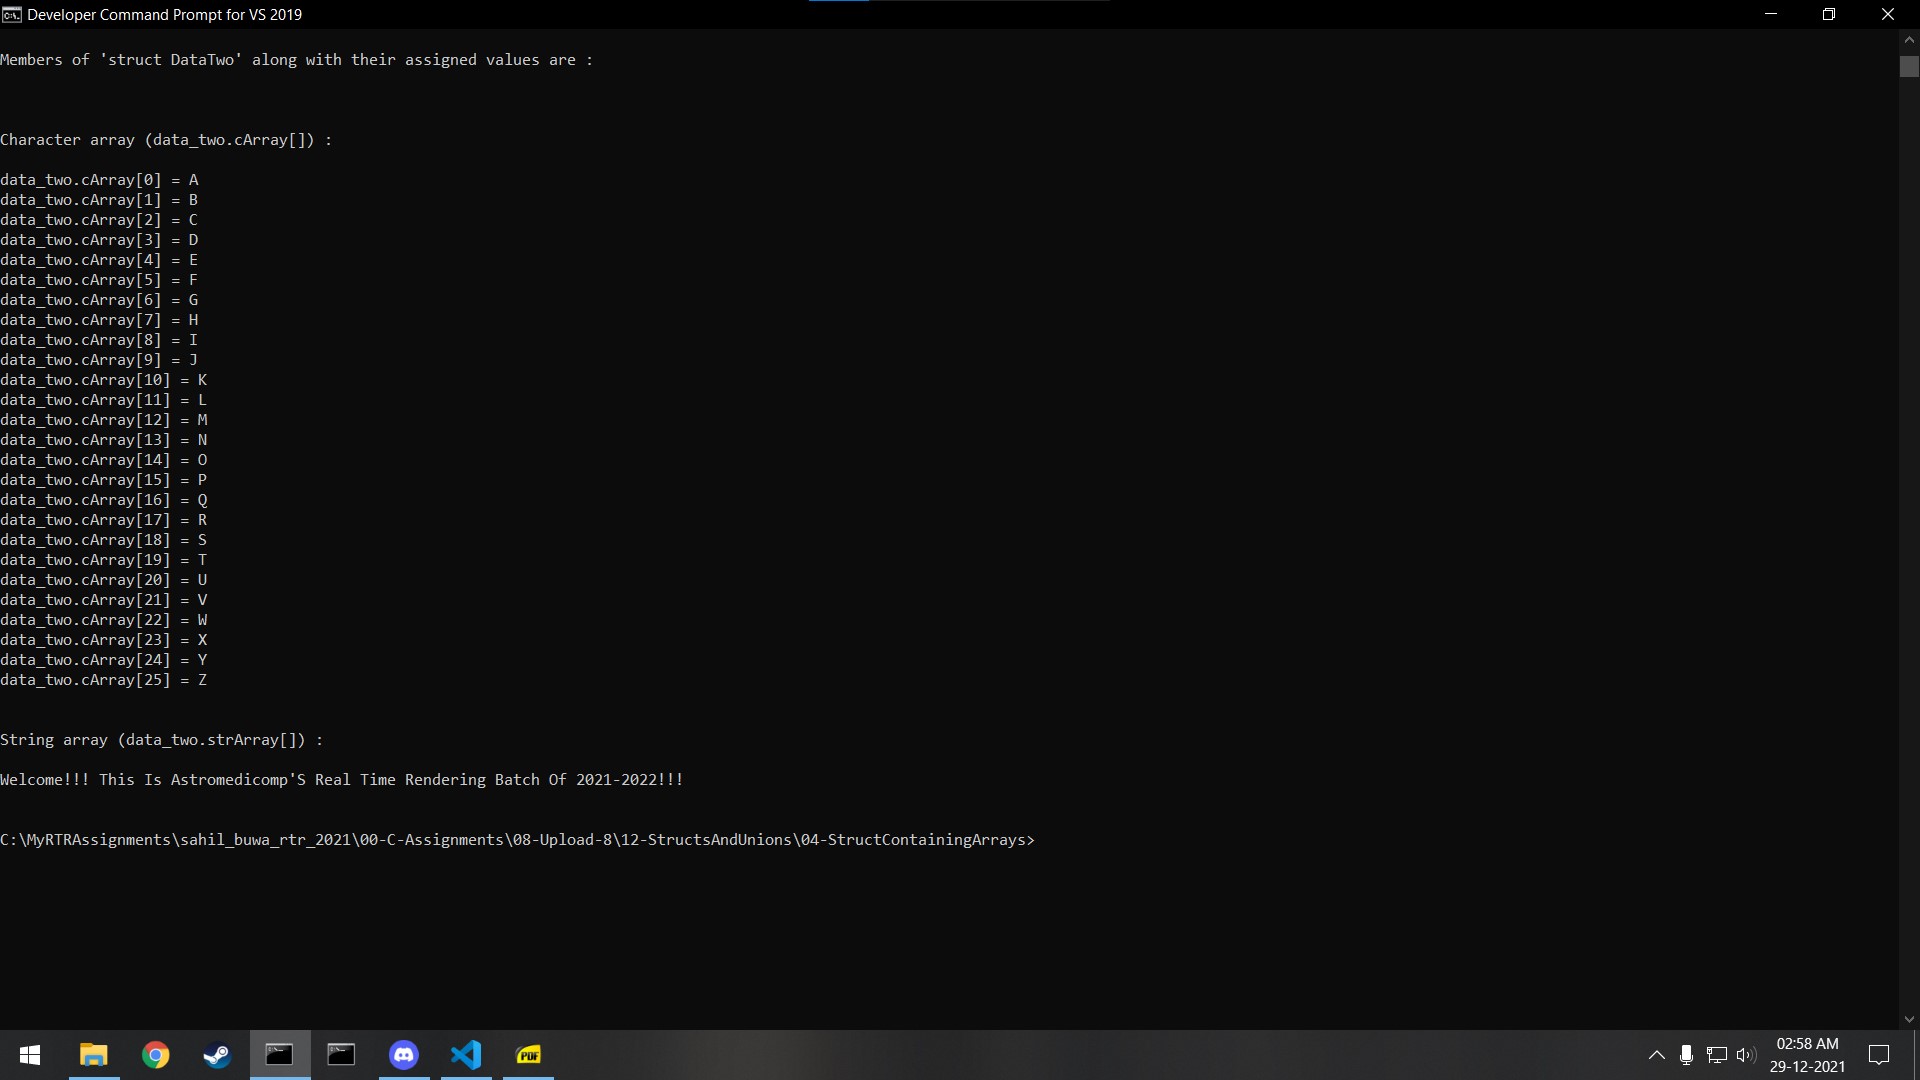 Developer Command Prompt for VS 2019
Members of 'struct DataTwo' along with their assigned values are :
Character array (data_two.cArray[]) :
data_two.cArray[0] = A
data_two.cArray[1] = B
data_two.cArray[2] = C
data_two.cArray[3] = D
data_two.cArray[4] = E
data_two.cArray[5] = F
data_two.cArray[6] = G
data_two.cArray[7] = H
data_two.cArray[8] = I
data_two.cArray[9] = J
data_two.cArray[10] = K
data_two.cArray[11] = L
data_two.cArray[12] = M
data_two.cArray[13] = N
data_two.cArray[14] = O
data_two.cArray[15] = P
data_two.cArray[16] = Q
data_two.cArray[17] = R
data_two.cArray[18] = S
data_two.cArray[19] = T
data_two.cArray[20] = U
data_two.cArray[21] = V
data_two.cArray[22] = W
data_two.cArray[23] = X
data_two.cArray[24] = Y
data_two.cArray[25] = Z
String array (data_two.strArray[]) :
Welcome!!! This Is Astromedicomp'S Real Time Rendering Batch Of 2021-2022!!!
C:\MyRTRAssignments\sahil_buwa_rtr_2021\00-C-Assignments\08-Upload-8\12-StructsAndUnions\04-StructContainingArrays>
PDF
02:58 AM
29-12-2021